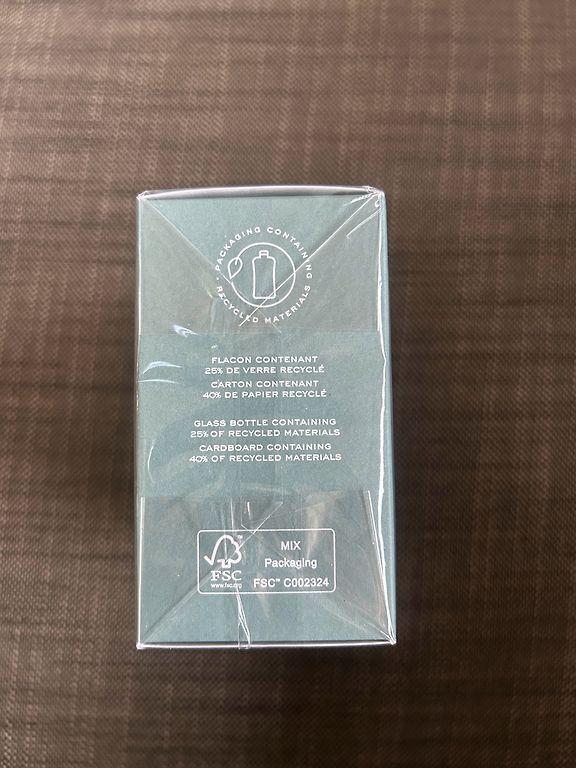 PACKAGING CONTAINING
RECYCLED MATERIALS
FLACON CONTENANT
25% DE VERRE RECYCLÉ
CARTON CONTENANT
40% DE PAPIER RECYCLÉ
GLASS BOTTLE CONTAINING
25% OF RECYCLED MATERIALS
CARDBOARD CONTAINING
40% OF RECYCLED MATERIALS
FSC
www.fsc.org
MIX
Packaging
FSC™ C002324